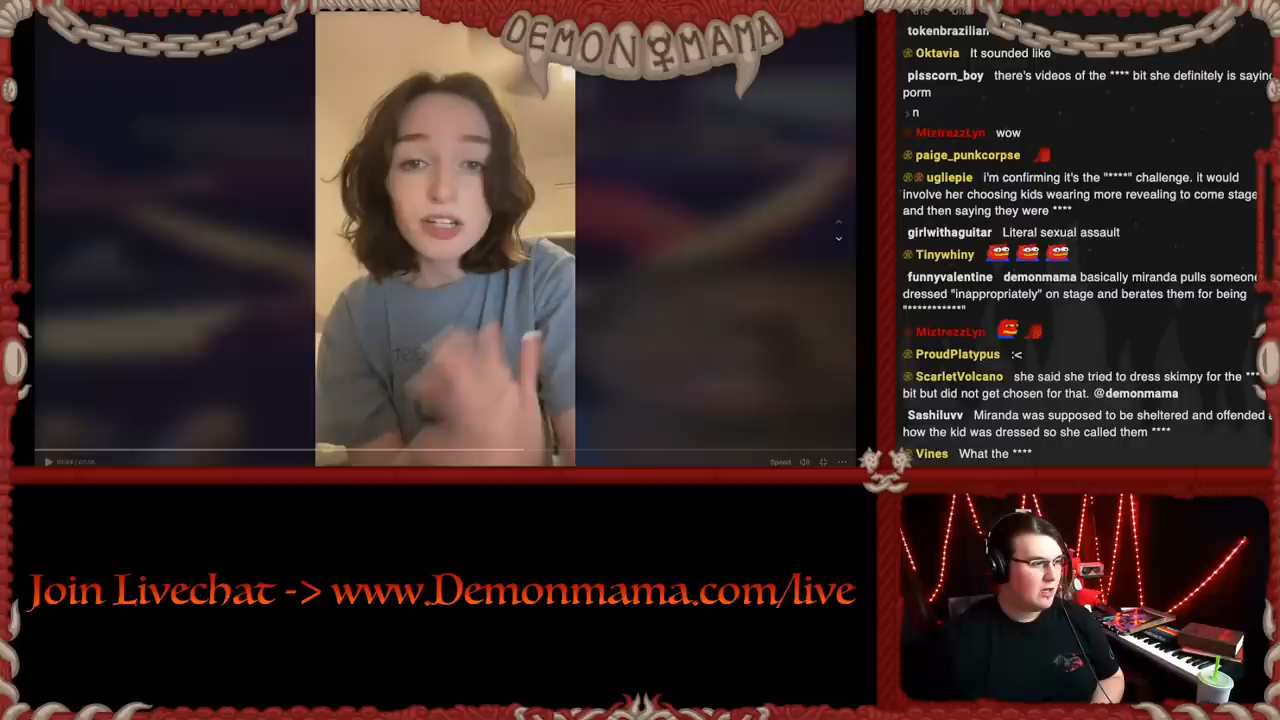 DEMON MAMA
tokenbrazilian
Oktavia It sounded like
pisscorn_boy there's videos of the **** bit she definitely is saying
porm
n
MiztrezzLyn wow
paige_punkcorpse
ugliepie i'm confirming it's the "****" challenge. it would
involve her choosing kids wearing more revealing to come stage
and then saying they were ****
girlwithaguitar Literal sexual assault
Tinywhiny
funnyvalentine demonmama basically miranda pulls someone
dressed "inappropriately" on stage and berates them for being
"***********"
MiztrezzLyn
ProudPlatypus :<
ScarletVolcano she said she tried to dress skimpy for the ***
bit but did not get chosen for that. @demonmama
Sashiluvv Miranda was supposed to be sheltered and offended
how the kid was dressed so she called them ****
Vines What the ****
Speed
Join Livechat -> www.Demonmama.com/live